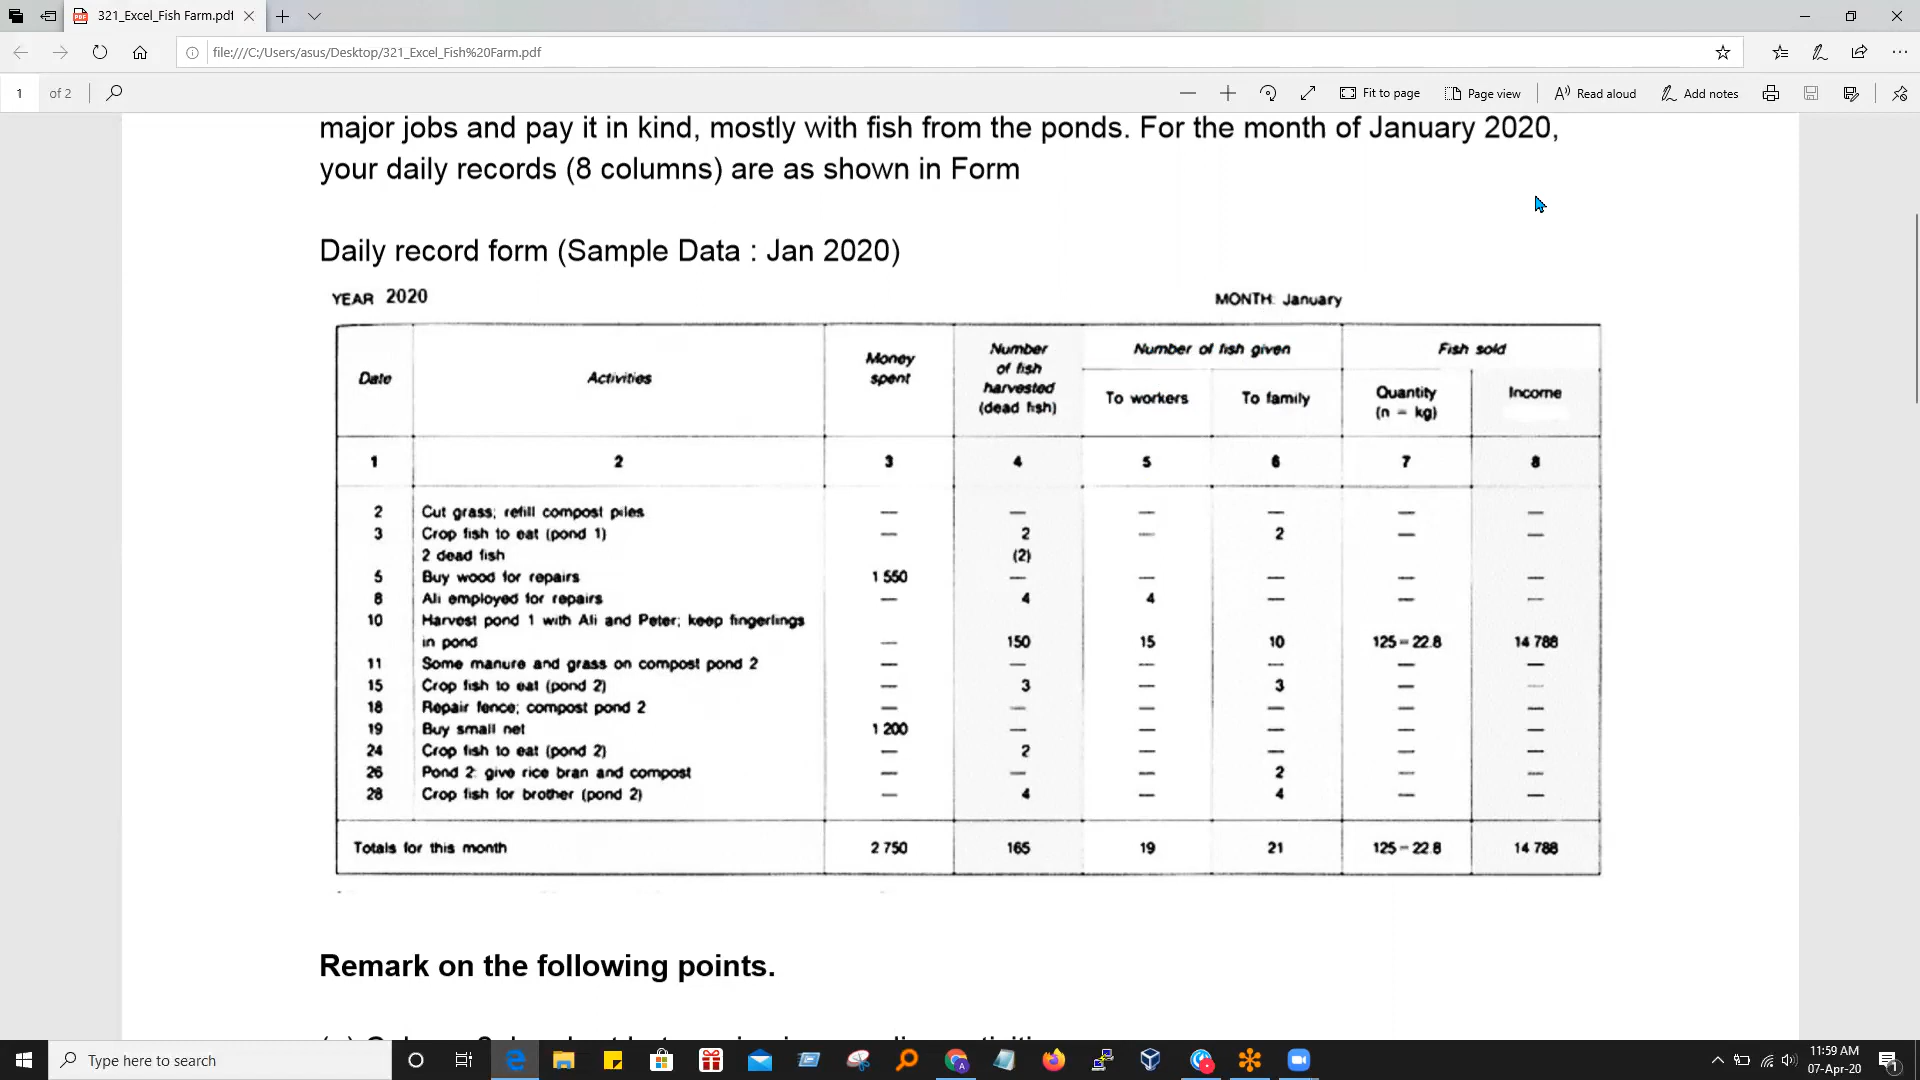 321_Excel_Fish Farm.pdf
file:///C:/Users/asus/Desktop/321_Excel_Fish%20Farm.pdf
1 of 2 Fit to page Page view Read aloud Add notes
major jobs and pay it in kind, mostly with fish from the ponds. For the month of January 2020,
your daily records (8 columns) are as shown in Form
Daily record form (Sample Data : Jan 2020)
YEAR 2020 MONTH: January
Date Activities Money spent Number of fish harvested (dead fish) Number of fish given Fish sold
To workers To family Quantity (n = kg) Income
1 2 3 4 5 6 7 8
2 Cut grass; refill compost piles — — — — — —
3 Crop fish to eat (pond 1) — 2 — 2 — —
2 dead fish (2)
5 Buy wood for repairs 1 550 — — — — —
8 Ali employed for repairs — 4 4 — — —
10 Harvest pond 1 with Ali and Peter; keep fingerlings
in pond — 150 15 10 125 = 22.8 14 788
11 Some manure and grass on compost pond 2 — — — — — —
15 Crop fish to eat (pond 2) — 3 — 3 — —
18 Repair fence; compost pond 2 — — — — — —
19 Buy small net 1 200 — — — — —
24 Crop fish to eat (pond 2) — 2 — — — —
26 Pond 2: give rice bran and compost — — 2 — —
28 Crop fish for brother (pond 2) — 4 — 4 — —
Totals for this month 2 750 165 19 21 125 = 22.8 14 788
Remark on the following points.
Type here to search
11:59 AM
07-Apr-20